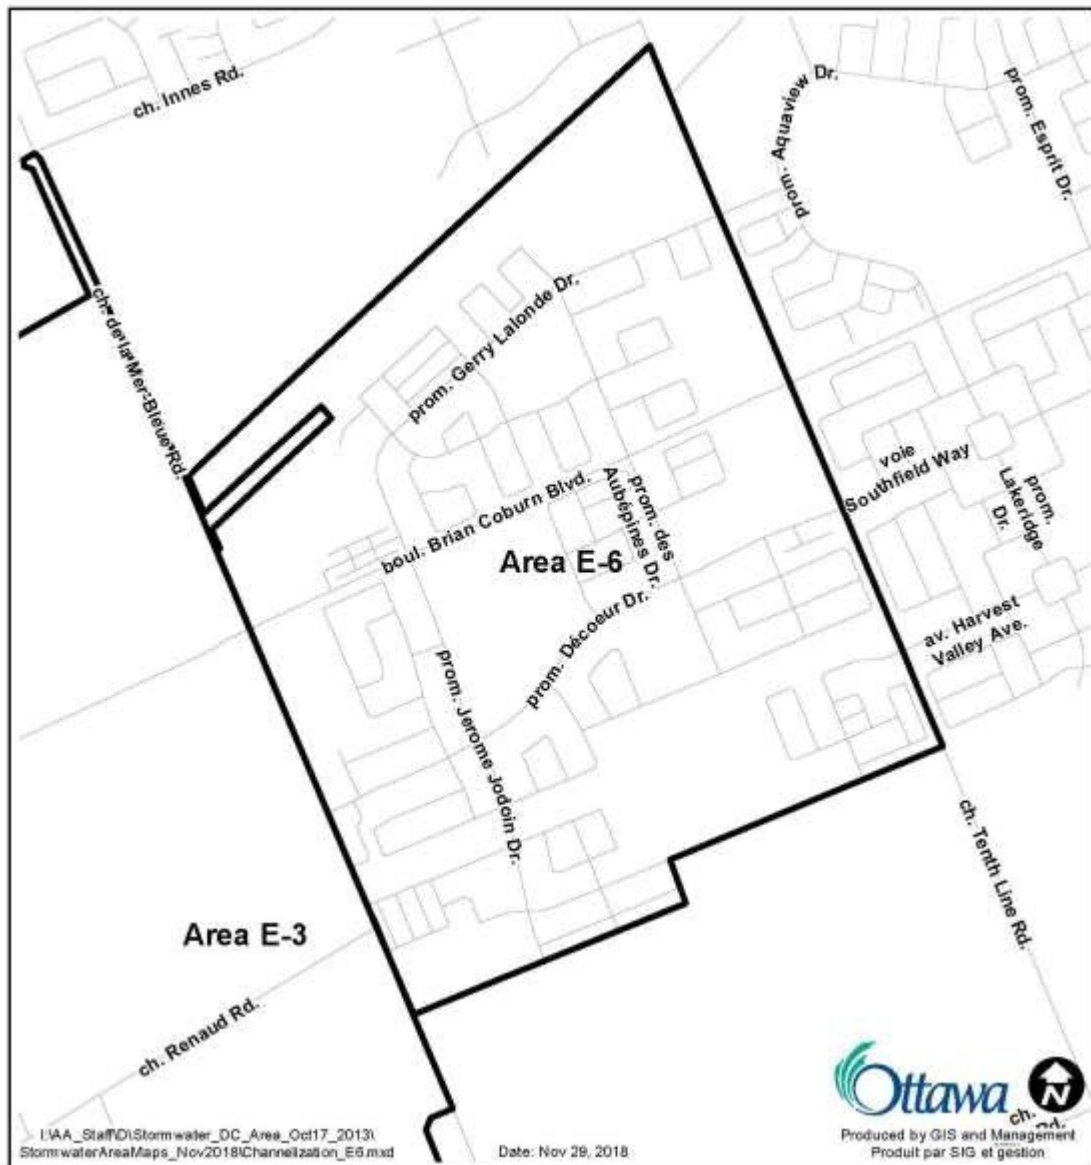 ch. Innes Rd.
prom. Aquaview Dr.
prom. Esprit Dr.
ch. de la Mer-Bleue Rd.
prom. Gerry Lalonde Dr.
boul. Brian Coburn Blvd.
voie
Southfield Way
prom. des
Aubépines Dr.
prom.
Lakeridge
Dr.
Area E-6
prom. Décoeur Dr.
av. Harvest
Valley Ave.
prom. Jerome Jodoin Dr.
ch. Tenth Line Rd.
Area E-3
ch. Renaud Rd.
Ottawa
N
ch.
Rd.
I:\AA_Staff\D\Stormwater_DC_Area_Oct17_2013\
StormwaterAreaMaps_Nov2018\Channelization_E6.mxd
Date: Nov 29, 2018
Produced by GIS and Management
Produit par SIG et gestion